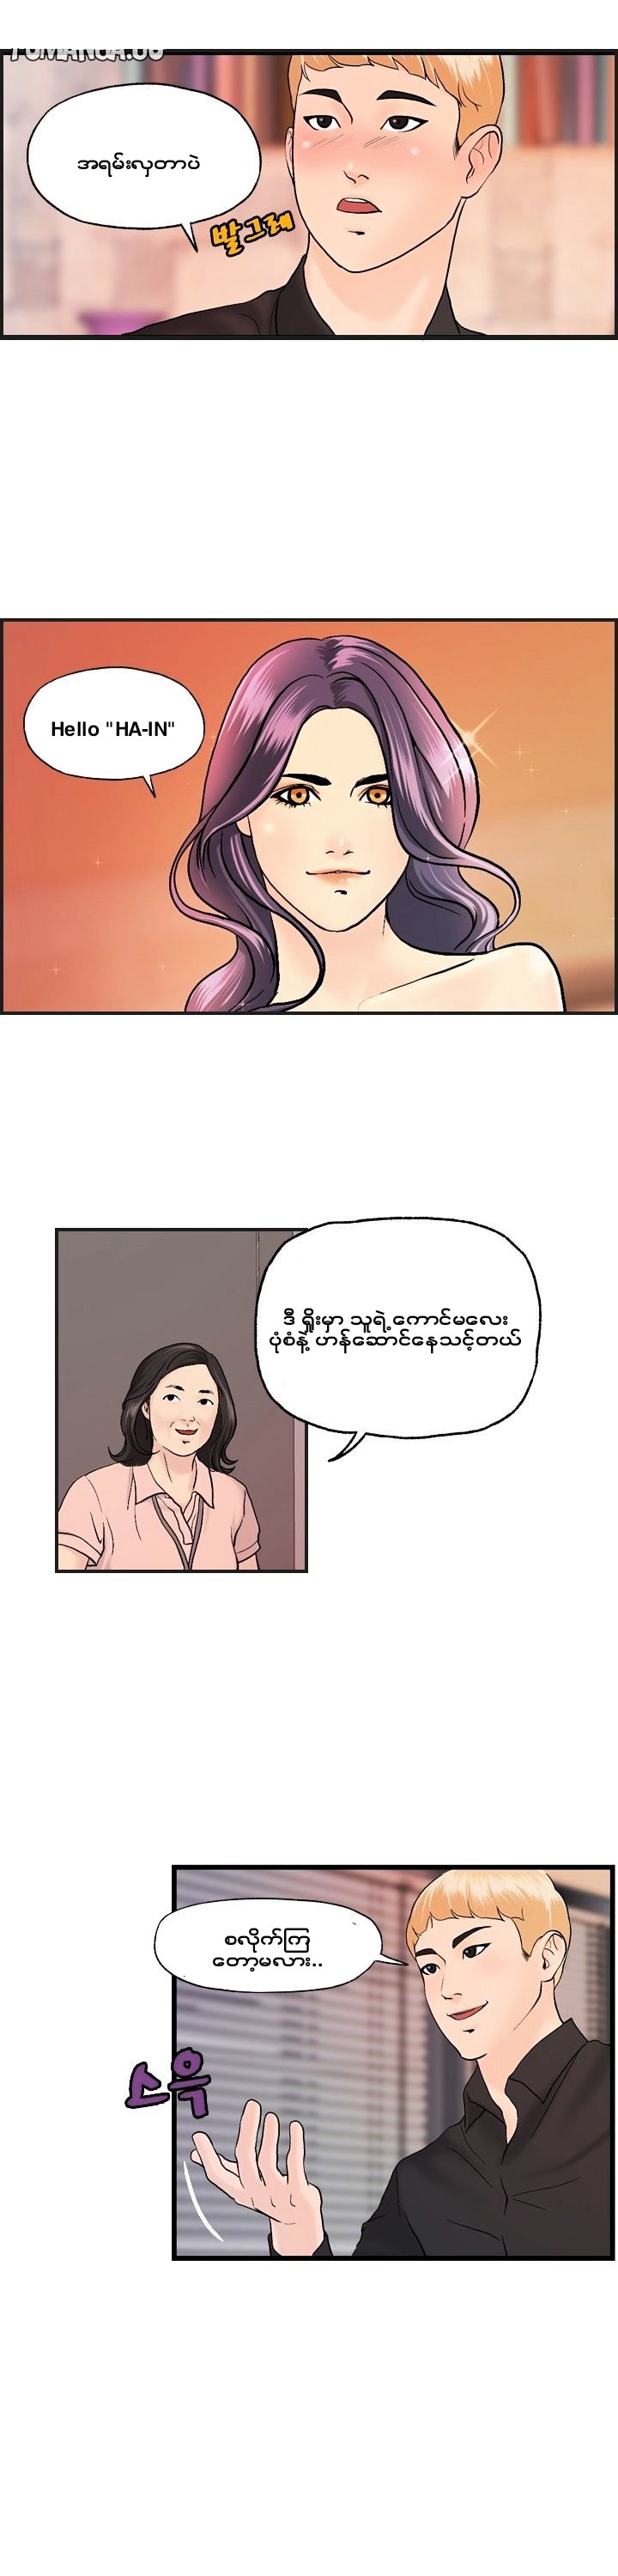 အရမ်းလှတာပဲ
발그레
Hello "HA-IN"
ဒီ ရှိုးမှာ သူရဲ့ကောင်မလေး
ပုံစံနဲ့ ဟန်ဆောင်နေသင့်တယ်
စလိုက်ကြ
တော့မလား..
스윽